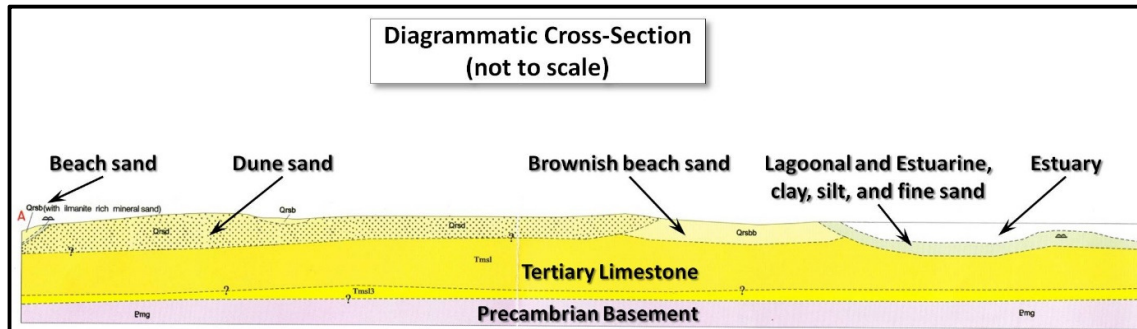 Diagrammatic Cross-Section
(not to scale)
Beach sand
Dune sand
Brownish beach sand
Lagoonal and Estuarine,
clay, silt, and fine sand
Estuary
A
Qrsb(with ilmanite rich mineral sand)
Qrsb
Qrsd
Qrsd
?
Qrsbb
?
Tmsl
Tertiary Limestone
?
Tmsl3
?
?
?
Pmg
Precambrian Basement
Pmg